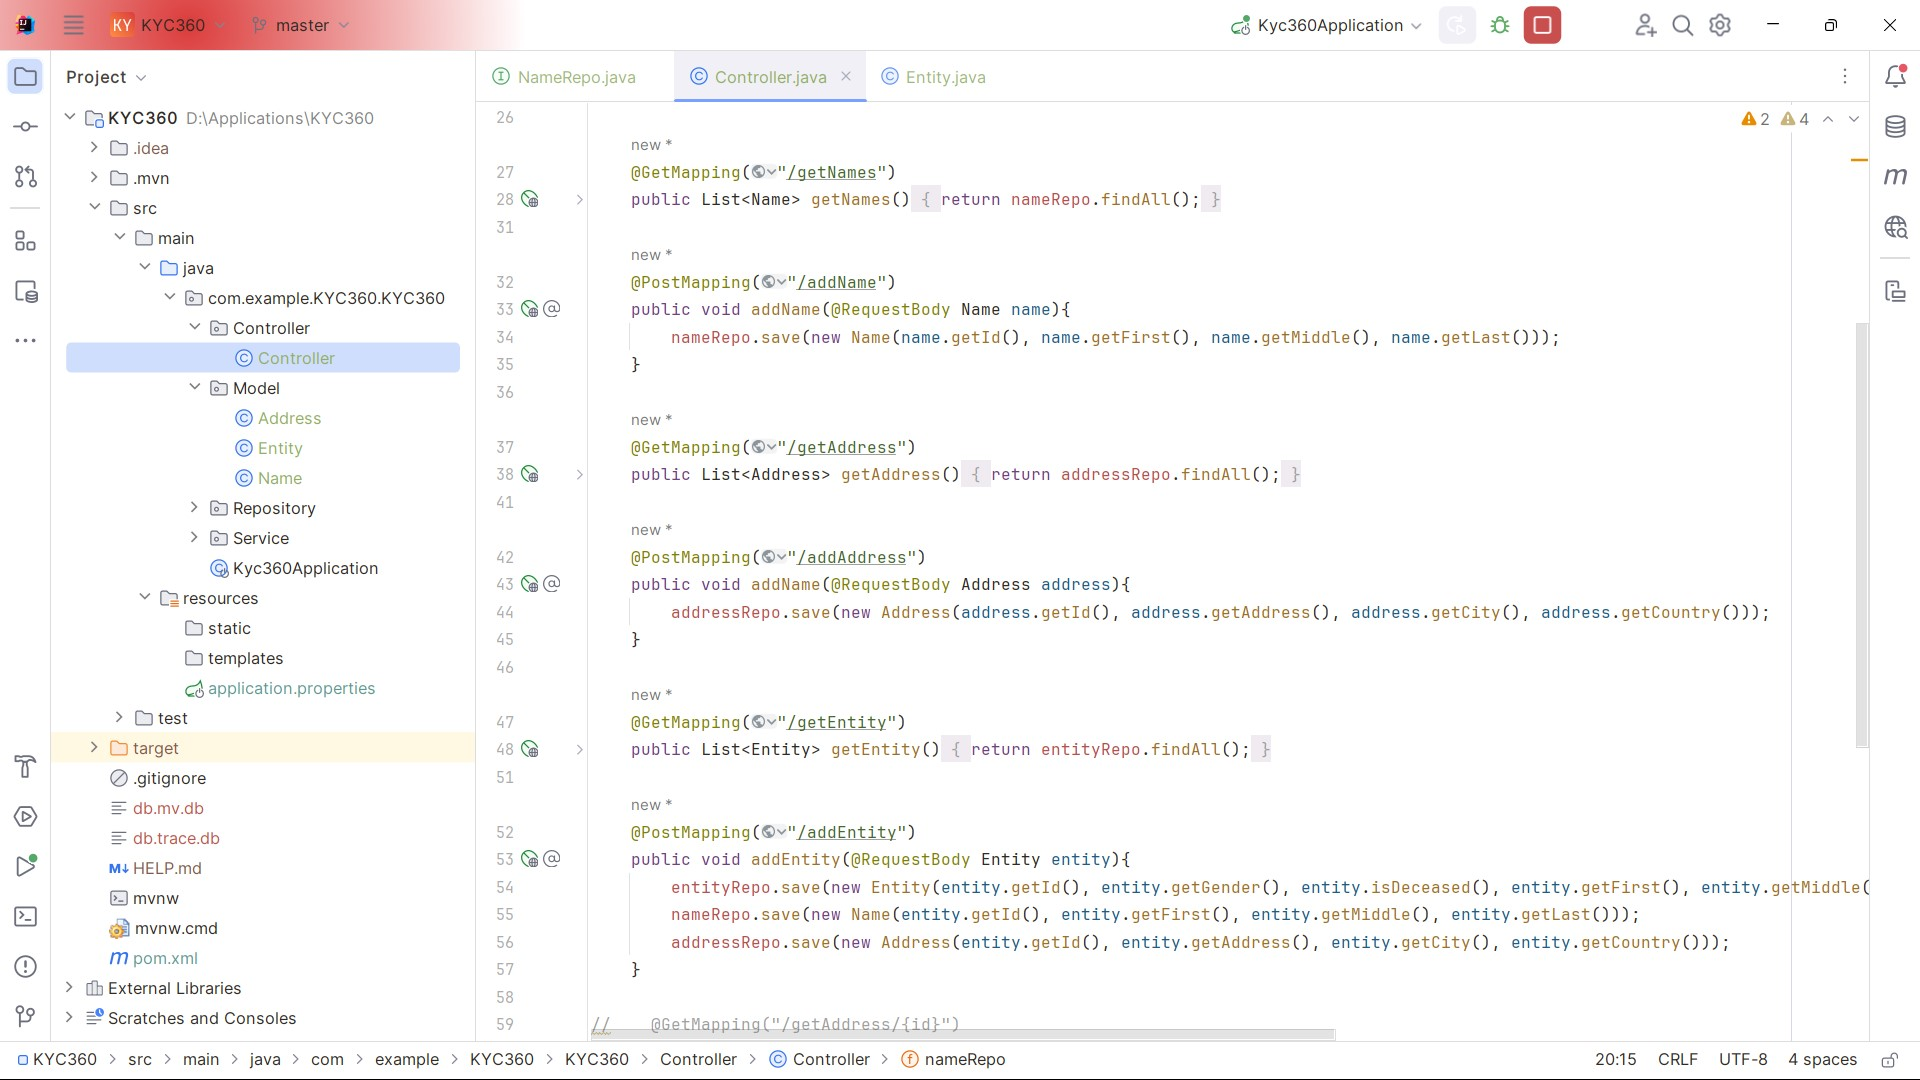 KY KYC360 master Kyc360Application
Project
NameRepo.java Controller.java Entity.java
KYC360 D:\Applications\KYC360
.idea
.mvn
src
main
java
com.example.KYC360.KYC360
Controller
Controller
Model
Address
Entity
Name
Repository
Service
Kyc360Application
resources
static
templates
application.properties
test
target
.gitignore
db.mv.db
db.trace.db
M↓ HELP.md
mvnw
mvnw.cmd
m pom.xml
External Libraries
Scratches and Consoles
2 4
26
new *
27 @GetMapping("/getNames")
28 public List<Name> getNames() { return nameRepo.findAll(); }
31
new *
32 @PostMapping("/addName")
33 @ public void addName(@RequestBody Name name){
34 nameRepo.save(new Name(name.getId(), name.getFirst(), name.getMiddle(), name.getLast()));
35 }
36
new *
37 @GetMapping("/getAddress")
38 public List<Address> getAddress() { return addressRepo.findAll(); }
41
new *
42 @PostMapping("/addAddress")
43 @ public void addName(@RequestBody Address address){
44 addressRepo.save(new Address(address.getId(), address.getAddress(), address.getCity(), address.getCountry()));
45 }
46
new *
47 @GetMapping("/getEntity")
48 public List<Entity> getEntity() { return entityRepo.findAll(); }
51
new *
52 @PostMapping("/addEntity")
53 @ public void addEntity(@RequestBody Entity entity){
54 entityRepo.save(new Entity(entity.getId(), entity.getGender(), entity.isDeceased(), entity.getFirst(), entity.getMiddle(
55 nameRepo.save(new Name(entity.getId(), entity.getFirst(), entity.getMiddle(), entity.getLast()));
56 addressRepo.save(new Address(entity.getId(), entity.getAddress(), entity.getCity(), entity.getCountry()));
57 }
58
59 // @GetMapping("/getAddress/{id}")
m
KYC360 > src > main > java > com > example > KYC360 > KYC360 > Controller > Controller > nameRepo 20:15 CRLF UTF-8 4 spaces